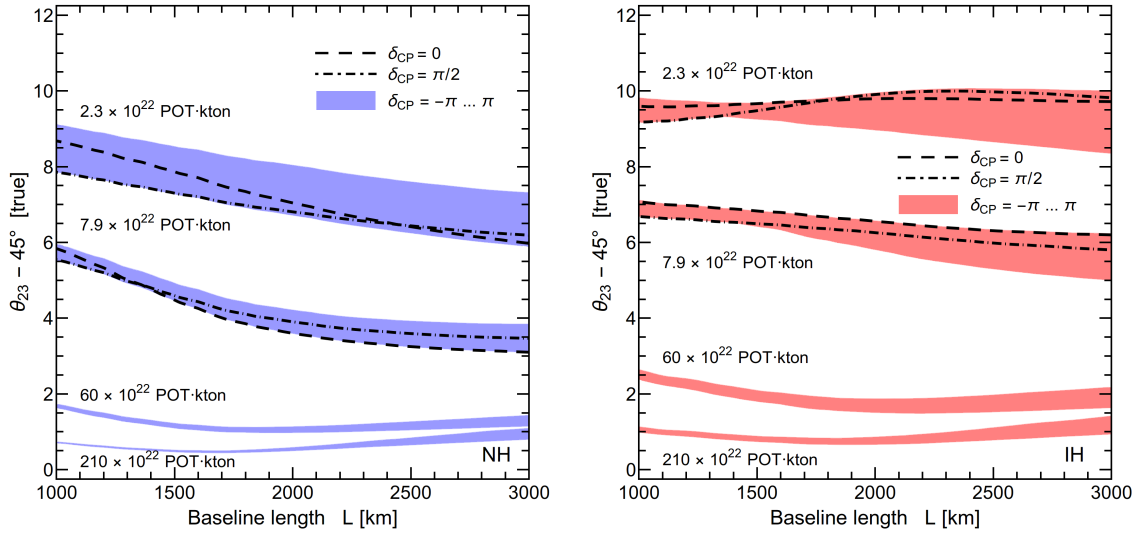 12
10
8
6
4
2
0
θ₂₃ − 45° [true]
δCP = 0
δCP = π/2
δCP = −π ... π
2.3 × 10²² POT·kton
7.9 × 10²² POT·kton
60 × 10²² POT·kton
210 × 10²² POT·kton
NH
1000 1500 2000 2500 3000
Baseline length L [km]
12
10
8
6
4
2
0
θ₂₃ − 45° [true]
2.3 × 10²² POT·kton
δCP = 0
δCP = π/2
δCP = −π ... π
7.9 × 10²² POT·kton
60 × 10²² POT·kton
210 × 10²² POT·kton
IH
1000 1500 2000 2500 3000
Baseline length L [km]